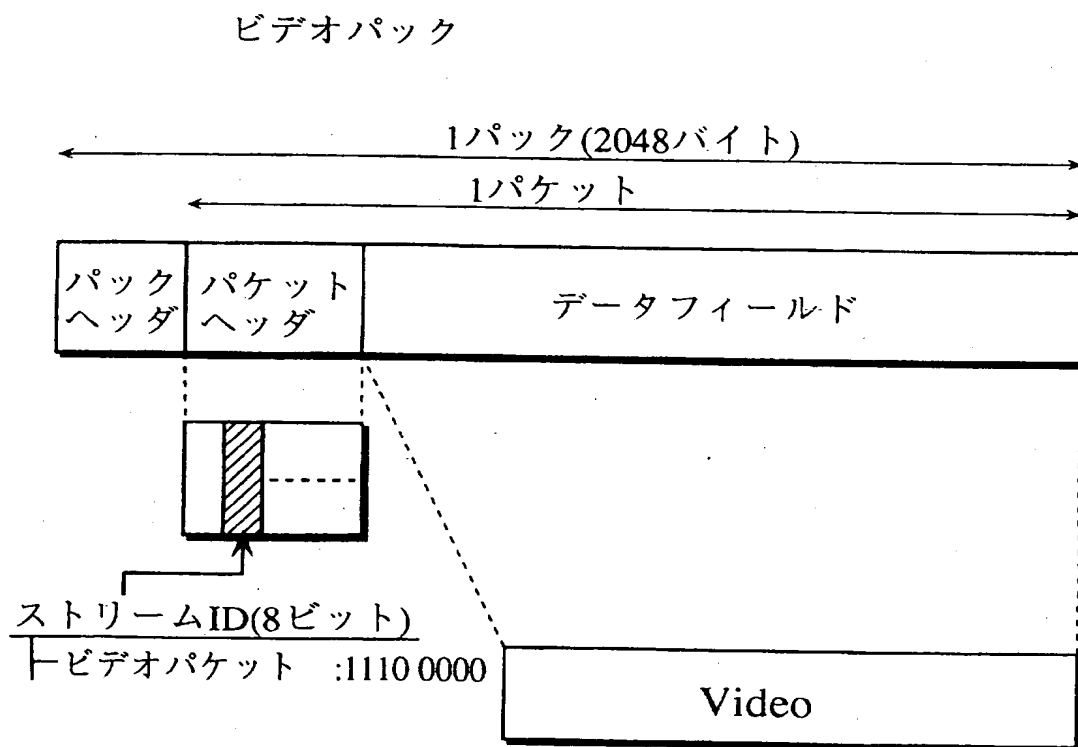 ビデオパック
1パック(2048バイト)
1パケット
パック
ヘッダ
パケット
ヘッダ
データフィールド
ストリームID(8ビット)
ビデオパケット :1110 0000
Video